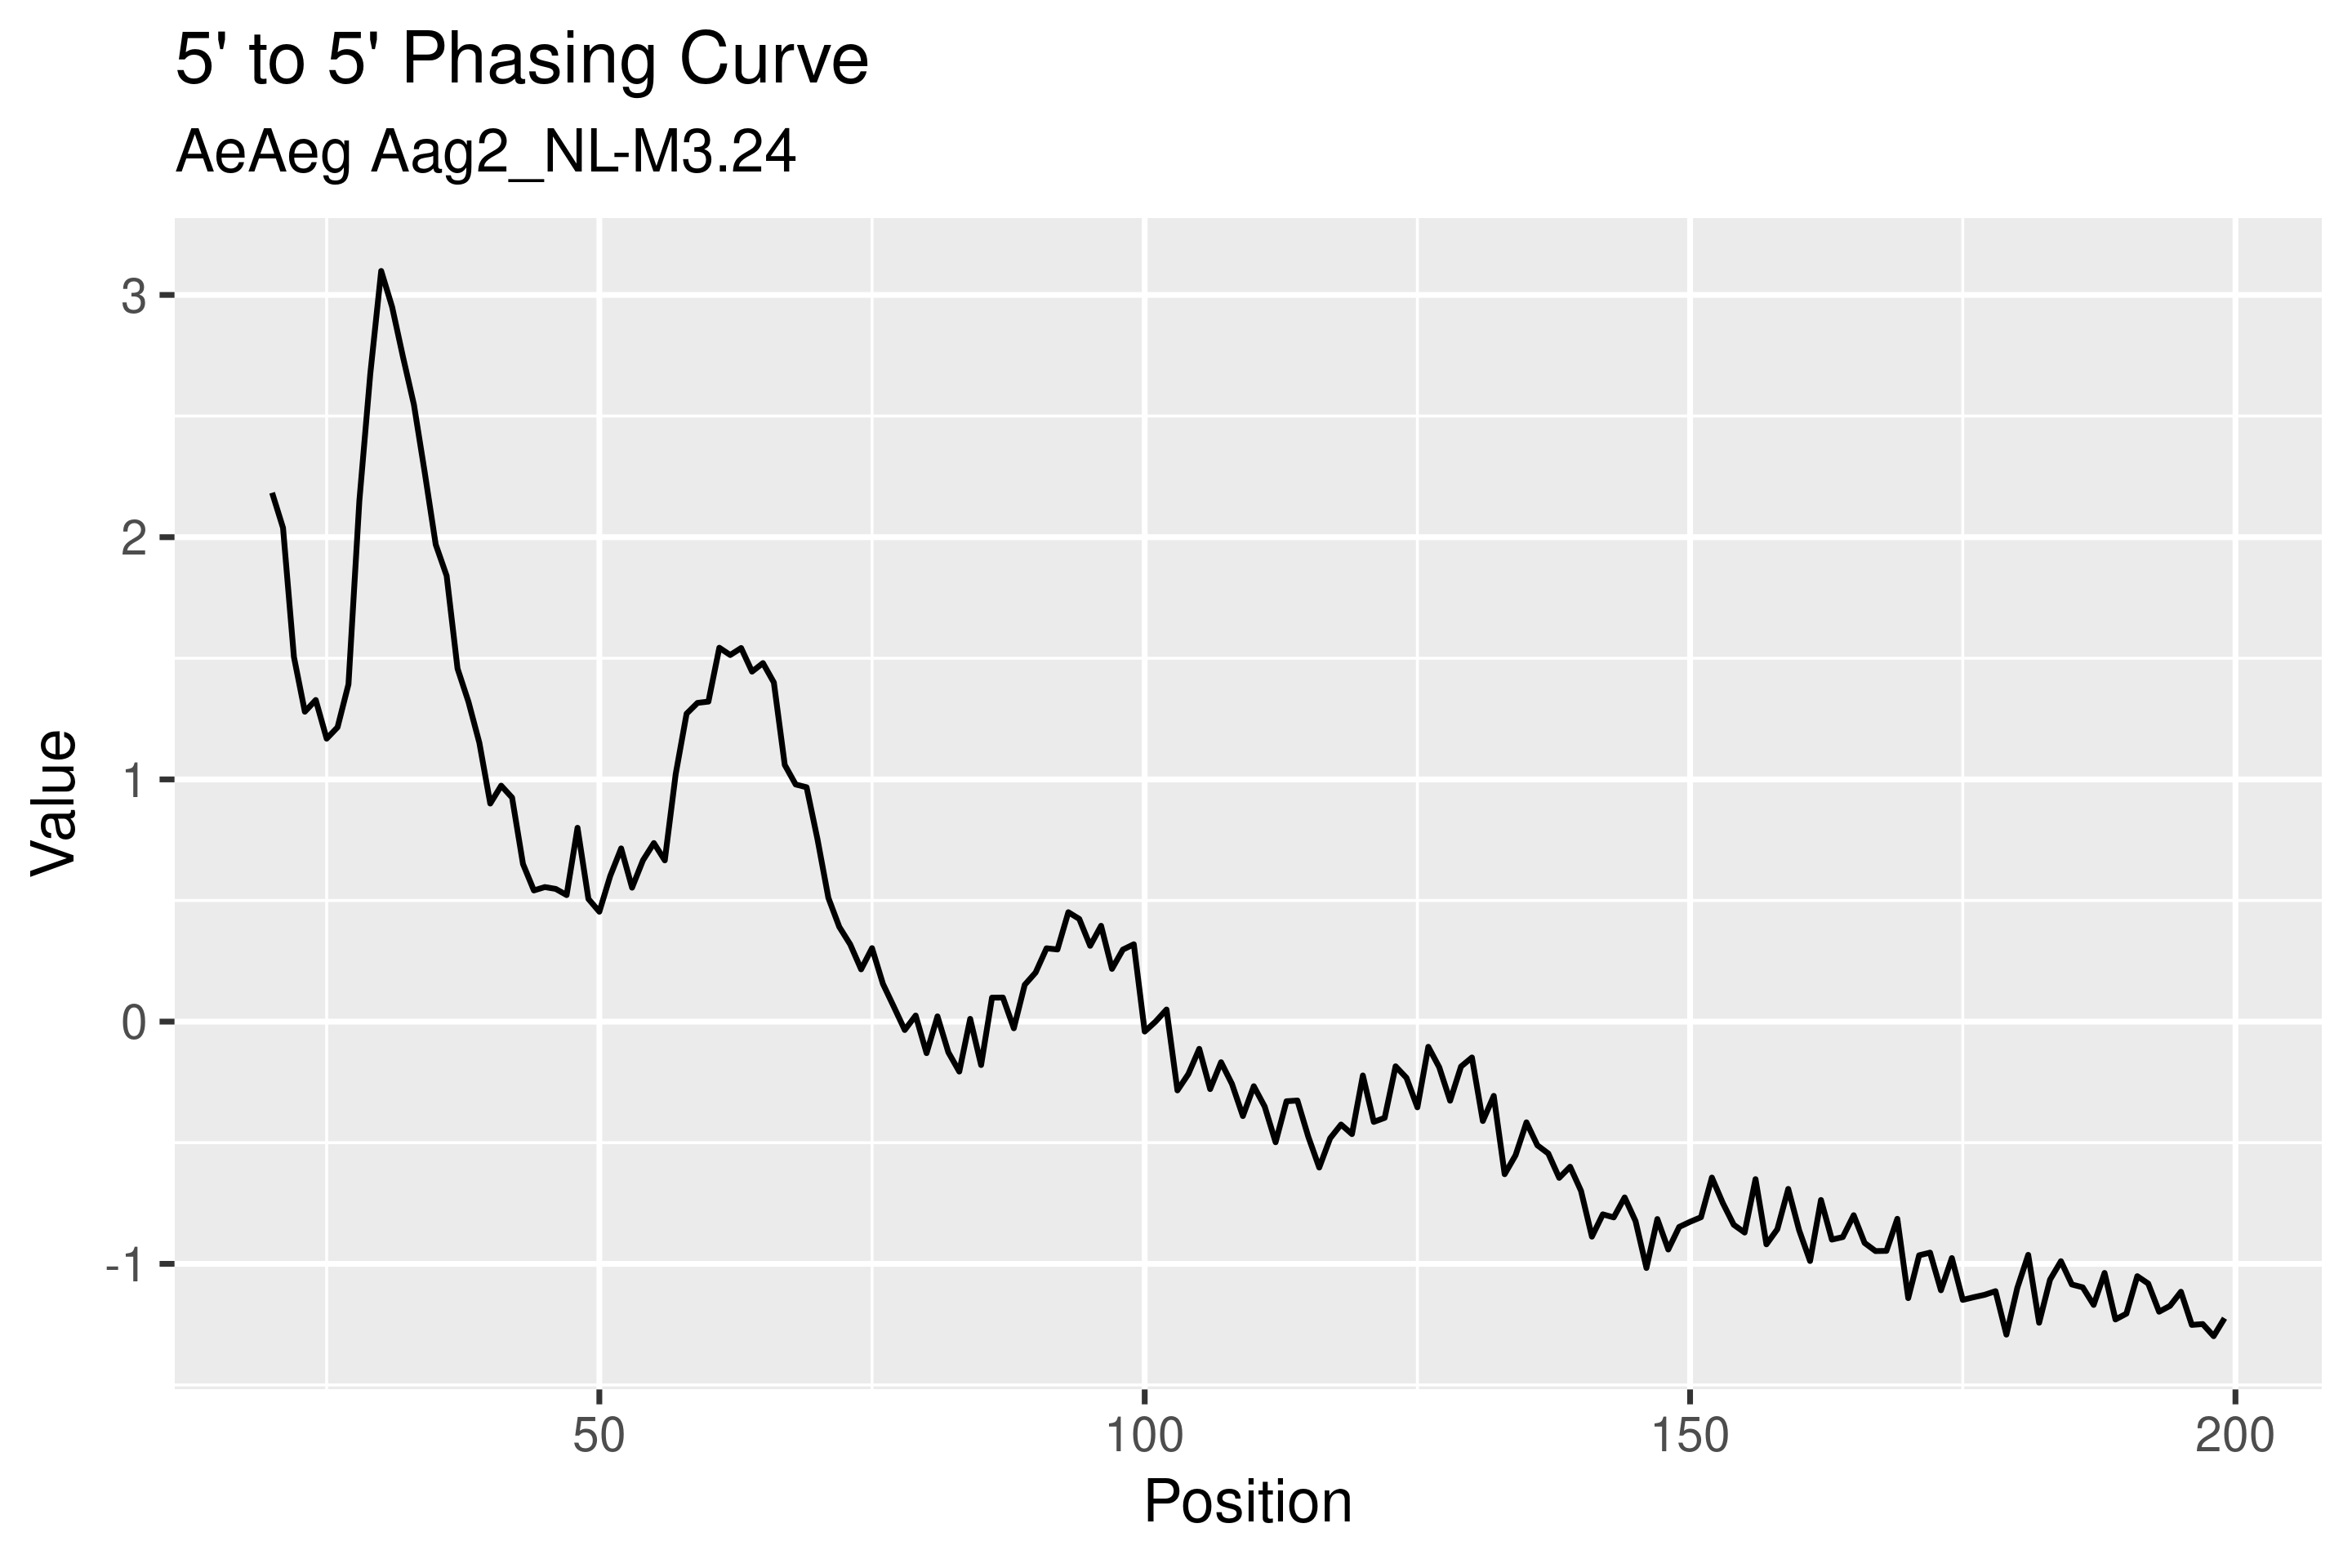 5' to 5' Phasing Curve
AeAeg Aag2_NL-M3.24
3
2
1
0
-1
Value
50 100 150 200
Position